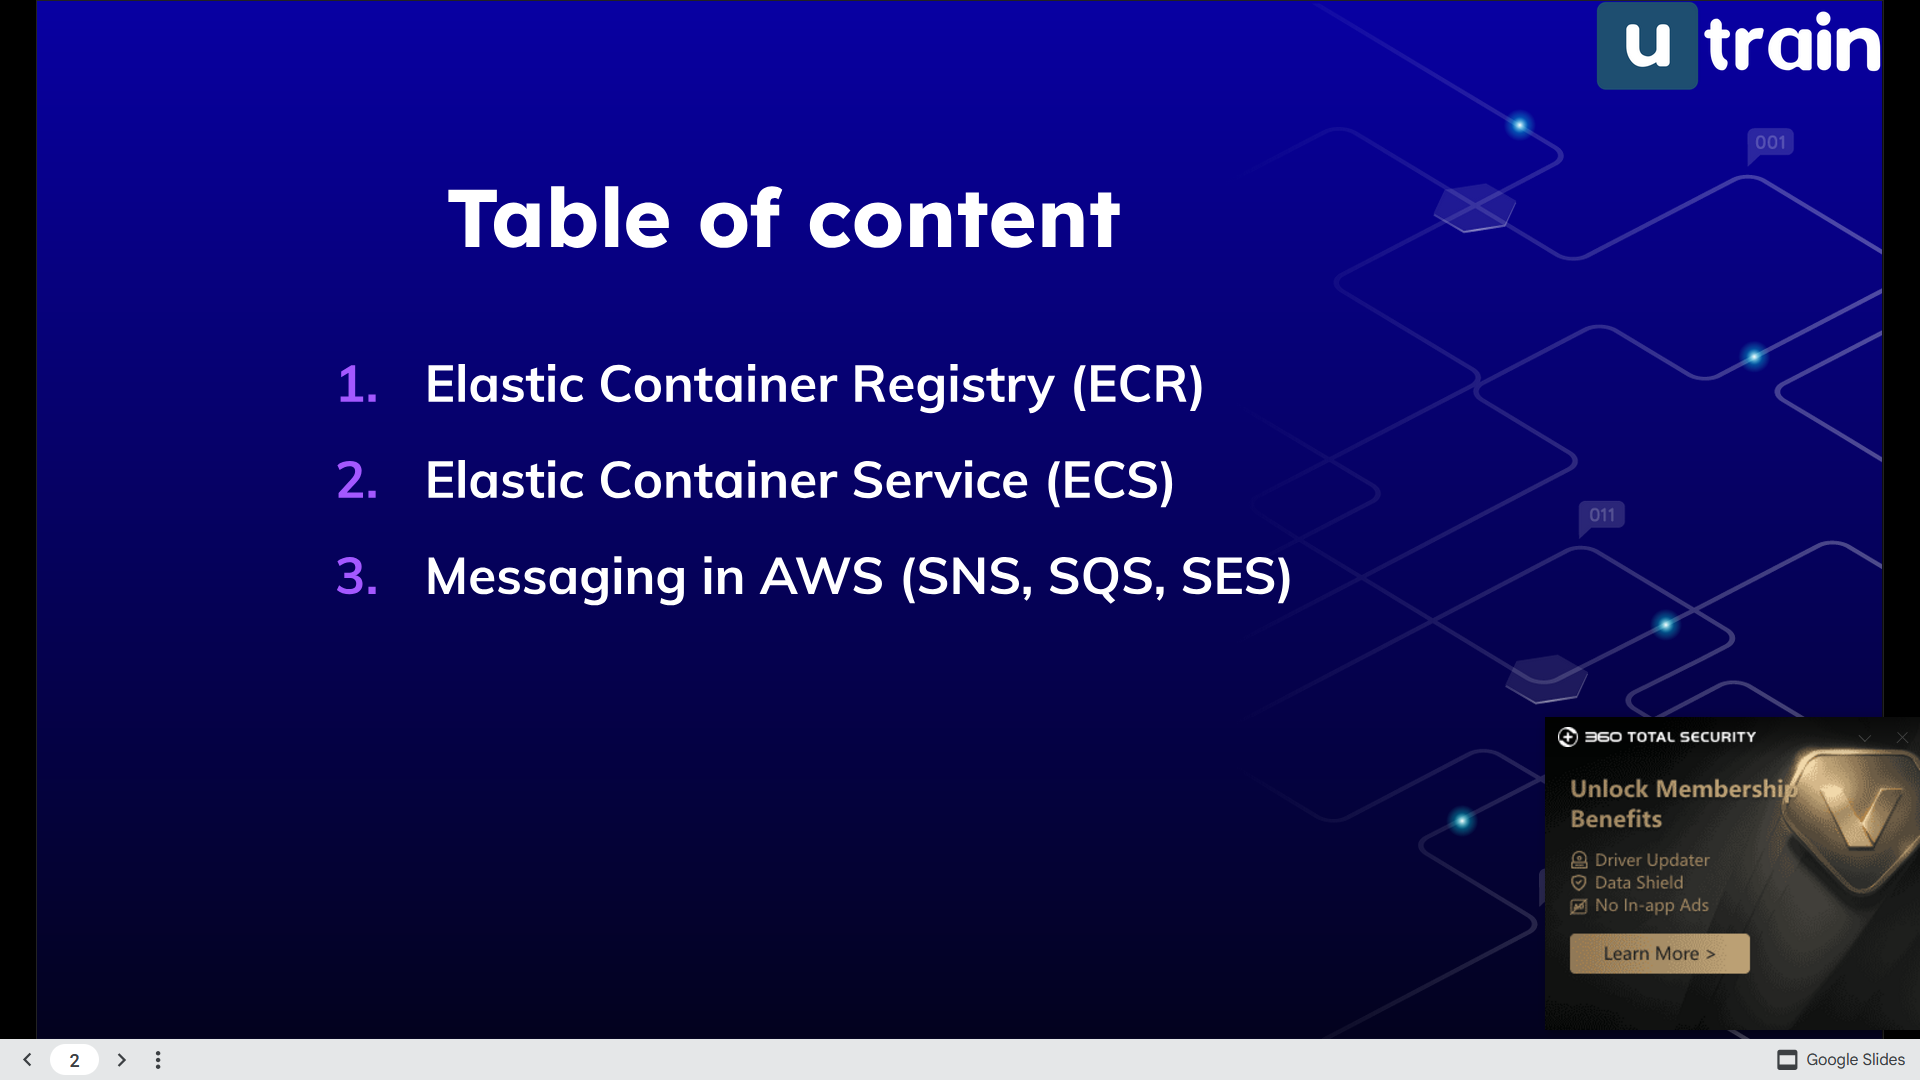 u train
001
Table of content
1. Elastic Container Registry (ECR)
2. Elastic Container Service (ECS)
3. Messaging in AWS (SNS, SQS, SES)
011
360 TOTAL SECURITY
Unlock Membership
Benefits
Driver Updater
Data Shield
No In-app Ads
Learn More >
2
Google Slides